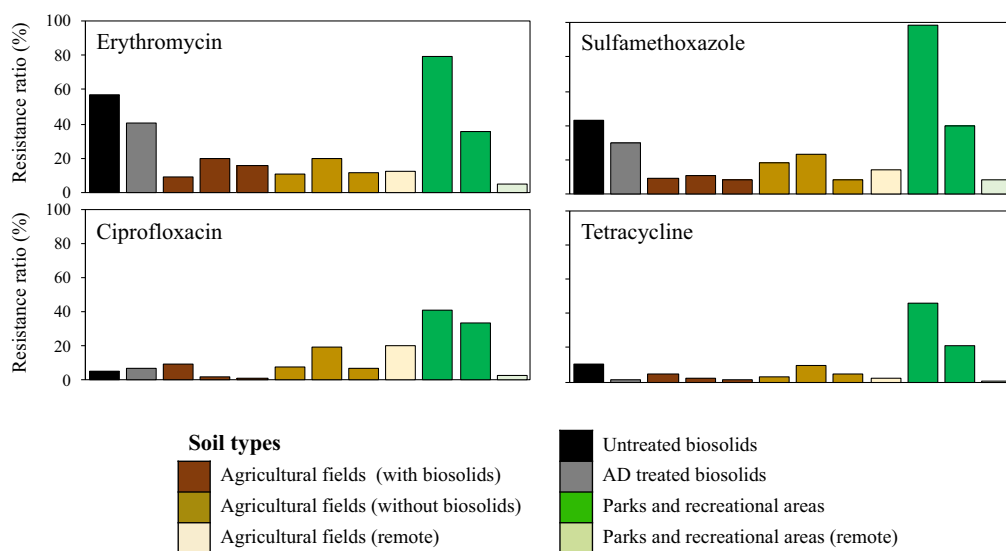 Resistance ratio (%)
100
80
60
40
20
0
Erythromycin
Sulfamethoxazole
Resistance ratio (%)
100
80
60
40
20
0
Ciprofloxacin
Tetracycline
Soil types
Agricultural fields (with biosolids)
Agricultural fields (without biosolids)
Agricultural fields (remote)
Untreated biosolids
AD treated biosolids
Parks and recreational areas
Parks and recreational areas (remote)